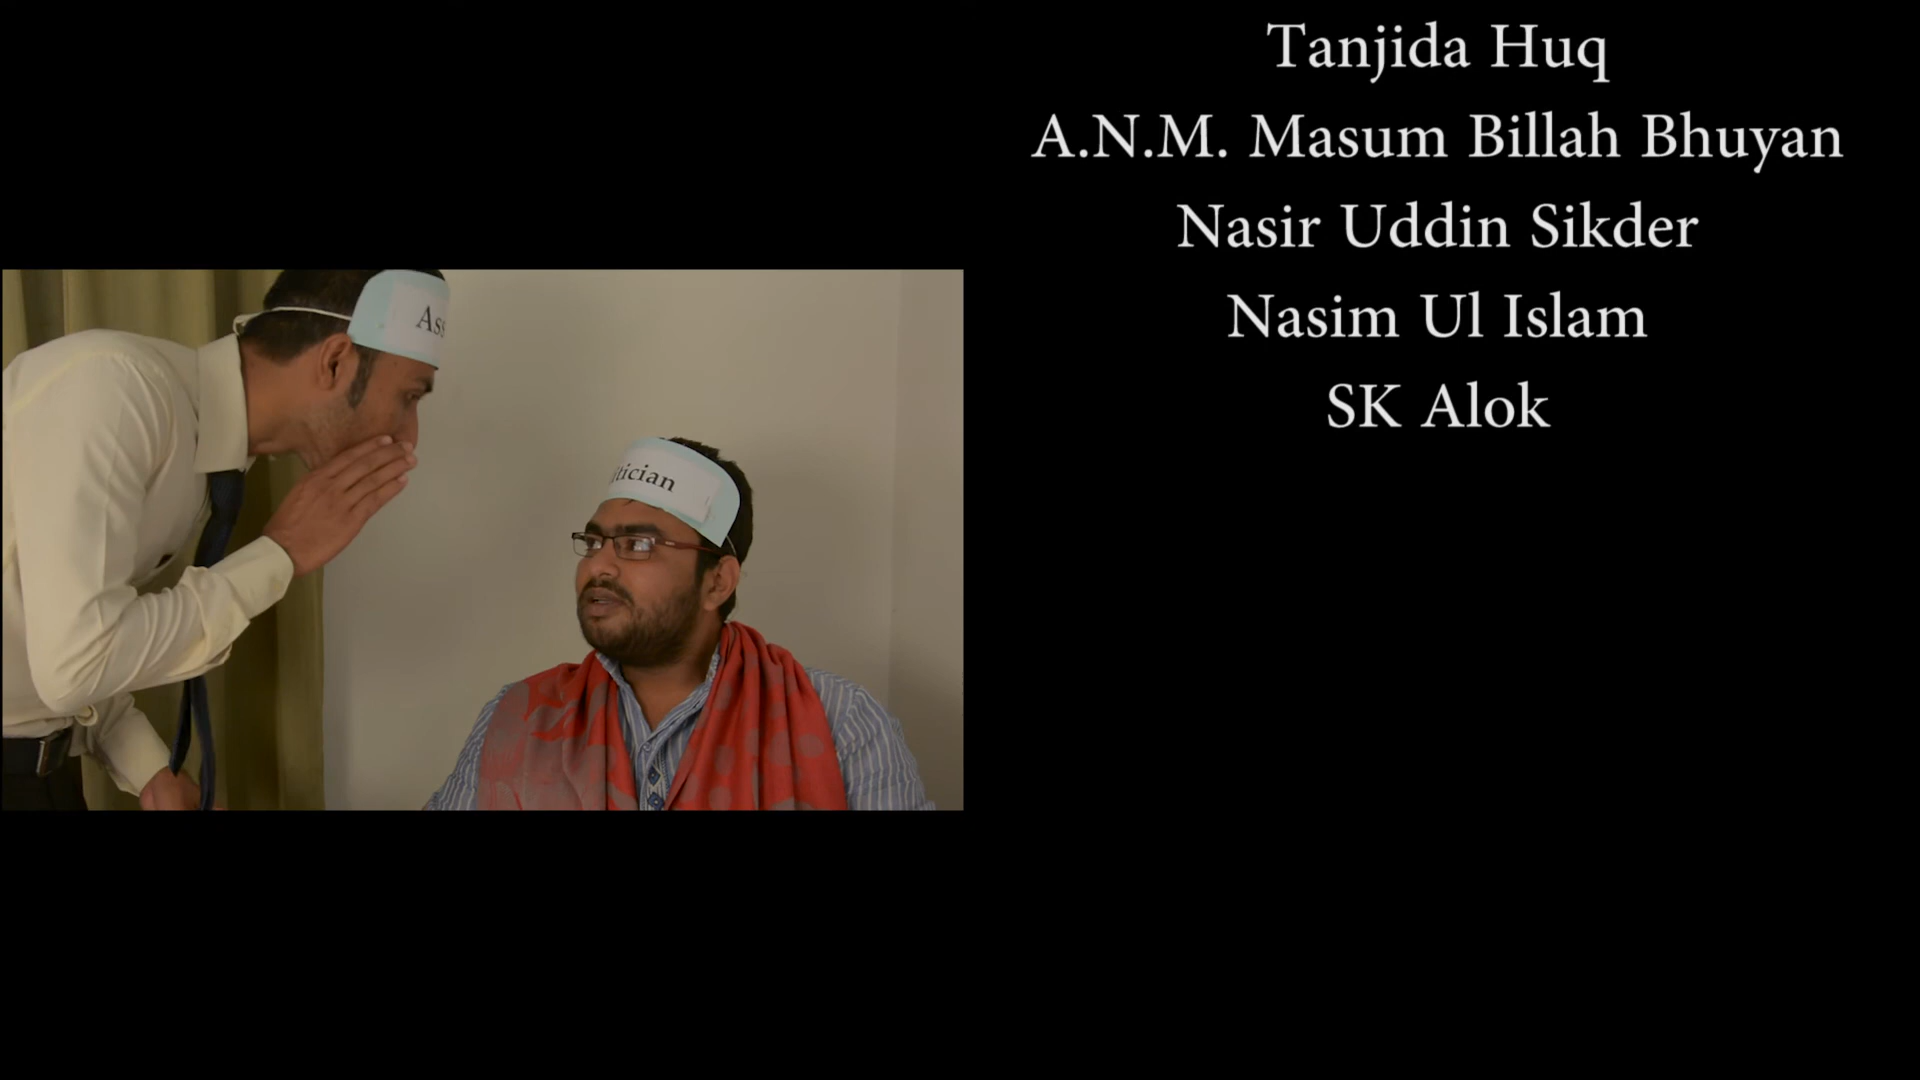 Tanjida Huq
A.N.M. Masum Billah Bhuyan
Nasir Uddin Sikder
Nasim Ul Islam
SK Alok